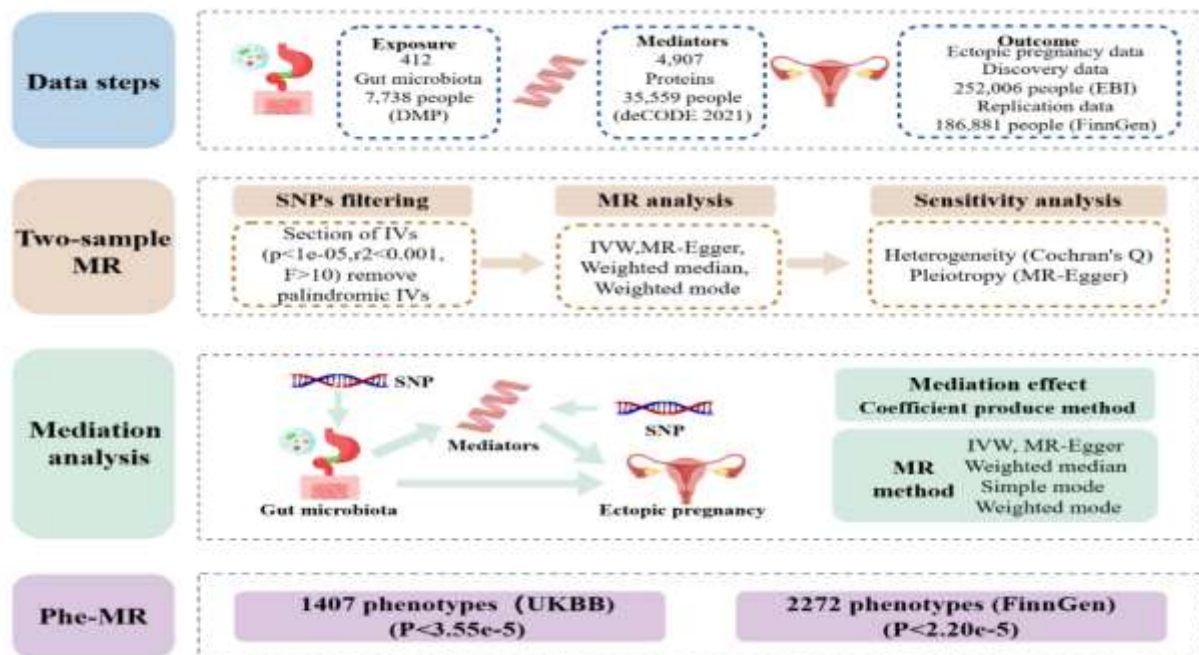 Data steps
Exposure
412
Gut microbiota
7,738 people
(DMP)
Mediators
4,907
Proteins
35,559 people
(deCODE 2021)
Outcome
Ectopic pregnancy data
Discovery data
252,006 people (EBI)
Replication data
186,881 people (FinnGen)
Two-sample
MR
SNPs filtering
Section of IVs
(p<1e-05,r2<0.001,
F>10) remove
palindromic IVs
MR analysis
IVW,MR-Egger,
Weighted median,
Weighted mode
Sensitivity analysis
Heterogeneity (Cochran's Q)
Pleiotropy (MR-Egger)
Mediation
analysis
SNP
Mediators
SNP
Gut microbiota
Ectopic pregnancy
Mediation effect
Coefficient produce method
MR
method
IVW, MR-Egger
Weighted median
Simple mode
Weighted mode
Phe-MR
1407 phenotypes (UKBB)
(P<3.55e-5)
2272 phenotypes (FinnGen)
(P<2.20e-5)